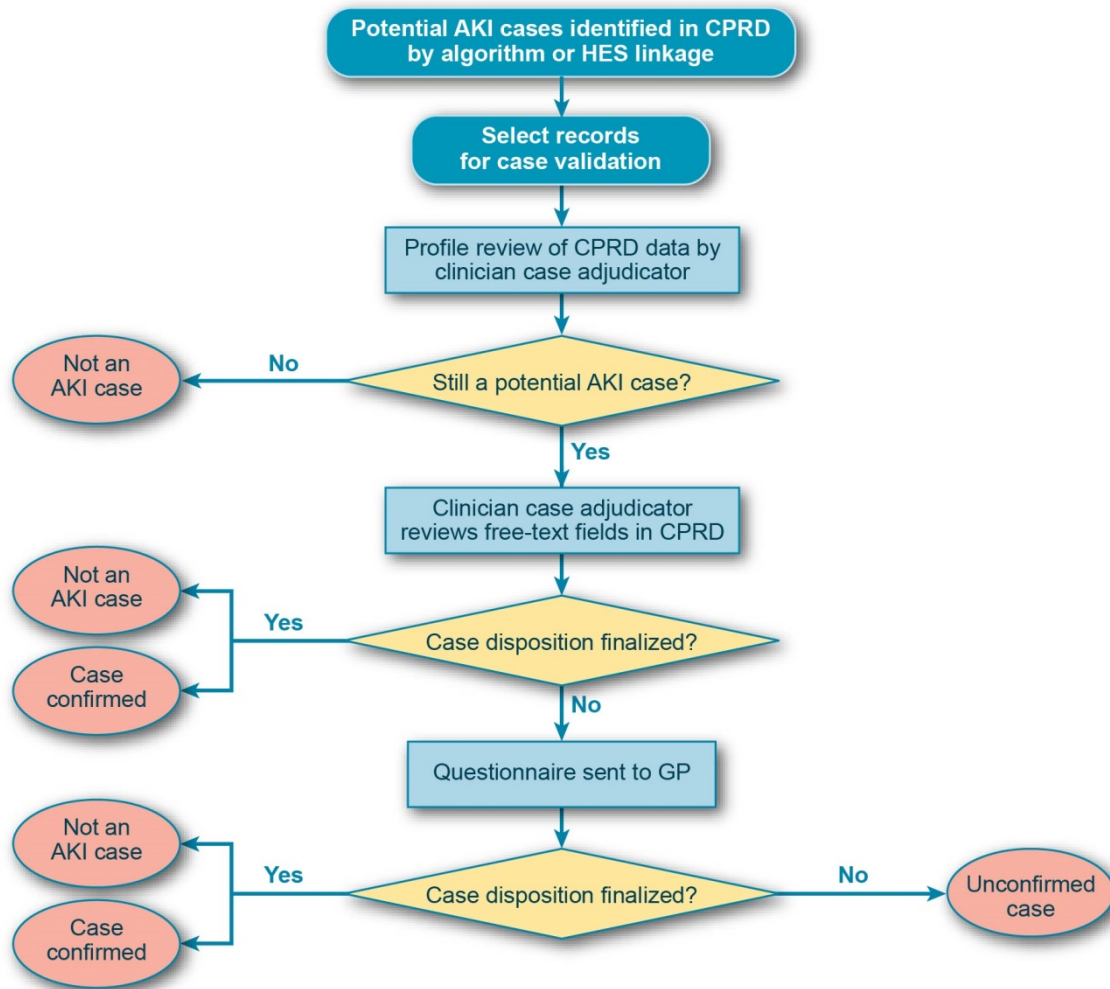 Potential AKI cases identified in CPRD
by algorithm or HES linkage
Select records
for case validation
Profile review of CPRD data by
clinician case adjudicator
Not an
AKI case
No
Still a potential AKI case?
Yes
Clinician case adjudicator
reviews free-text fields in CPRD
Not an
AKI case
Case
confirmed
Yes
Case disposition finalized?
No
Questionnaire sent to GP
Not an
AKI case
Case
confirmed
Yes
Case disposition finalized?
No
Unconfirmed
case